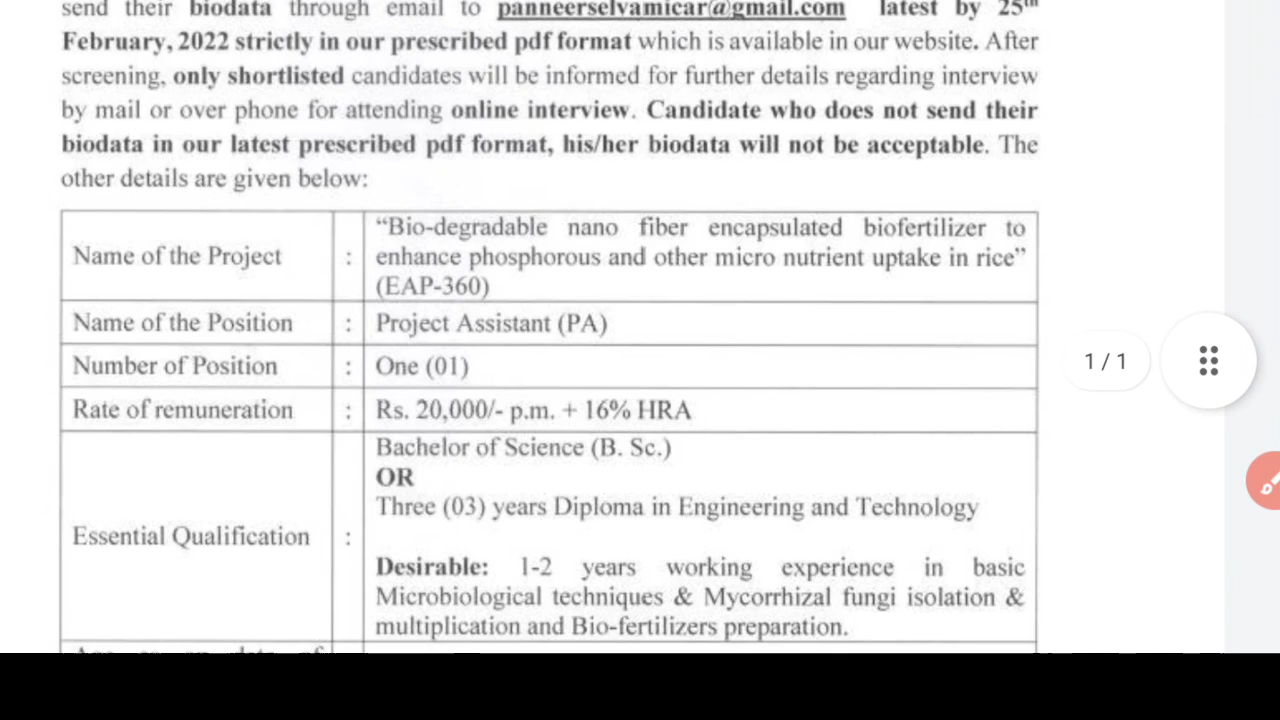 send their biodata through email to panneerselvamicar@gmail.com latest by 25th
February, 2022 strictly in our prescribed pdf format which is available in our website. After
screening, only shortlisted candidates will be informed for further details regarding interview
by mail or over phone for attending online interview. Candidate who does not send their
biodata in our latest prescribed pdf format, his/her biodata will not be acceptable. The
other details are given below:
Name of the Project : “Bio-degradable nano fiber encapsulated biofertilizer to
enhance phosphorous and other micro nutrient uptake in rice”
(EAP-360)
Name of the Position : Project Assistant (PA)
Number of Position : One (01)
Rate of remuneration : Rs. 20,000/- p.m. + 16% HRA
Essential Qualification : Bachelor of Science (B. Sc.)
OR
Three (03) years Diploma in Engineering and Technology
Desirable: 1-2 years working experience in basic
Microbiological techniques & Mycorrhizal fungi isolation &
multiplication and Bio-fertilizers preparation.
1 / 1